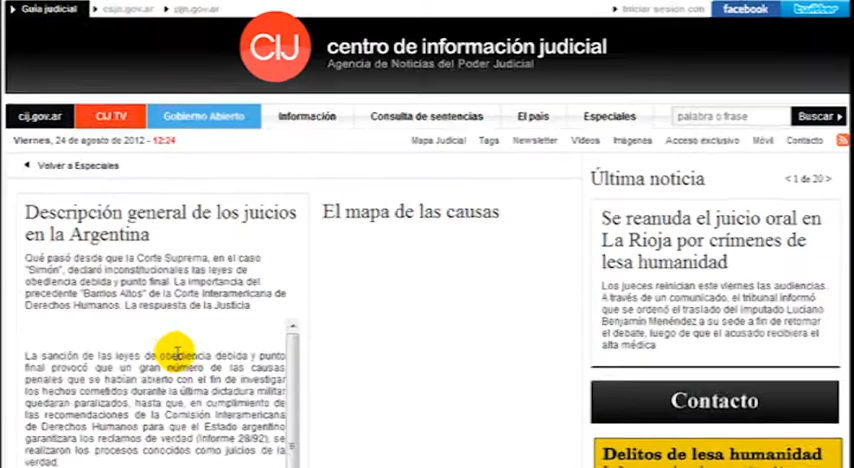 Guía judicial
csjn.gov.ar
pjn.gov.ar
Iniciar sesión con
facebook
twitter
CIJ
centro de información judicial
Agencia de Noticias del Poder Judicial
cij.gov.ar
CIJ TV
Gobierno Abierto
Información
Consulta de sentencias
El país
Especiales
palabra o frase
Buscar
Viernes, 24 de agosto de 2012 - 12:24
Mapa Judicial
Tags
Newsletter
Videos
Imágenes
Acceso exclusivo
Móvil
Contacto
Volver a Especiales
Descripción general de los juicios
en la Argentina
Qué pasó desde que la Corte Suprema, en el caso
"Simón", declaró inconstitucionales las leyes de
obediencia debida y punto final. La importancia del
precedente "Barrios Altos" de la Corte Interamericana de
Derechos Humanos. La respuesta de la Justicia
La sanción de las leyes de obediencia debida y punto
final provocó que un gran número de las causas
penales que se habían abierto con el fin de investigar
los hechos cometidos durante la última dictadura militar
quedaran paralizados, hasta que, en cumplimiento de
las recomendaciones de la Comisión Interamericana
de Derechos Humanos para que el Estado argentino
garantizara los reclamos de verdad (Informe 28/92), se
realizaron los procesos conocidos como juicios de la
verdad.
El mapa de las causas
Última noticia
< 1 de 20 >
Se reanuda el juicio oral en
La Rioja por crímenes de
lesa humanidad
Los jueces reinician este viernes las audiencias.
A través de un comunicado, el tribunal informó
que se ordenó el traslado del imputado Luciano
Benjamín Menéndez a su sede a fin de retomar
el debate, luego de que el acusado recibiera el
alta médica
Contacto
Delitos de lesa humanidad